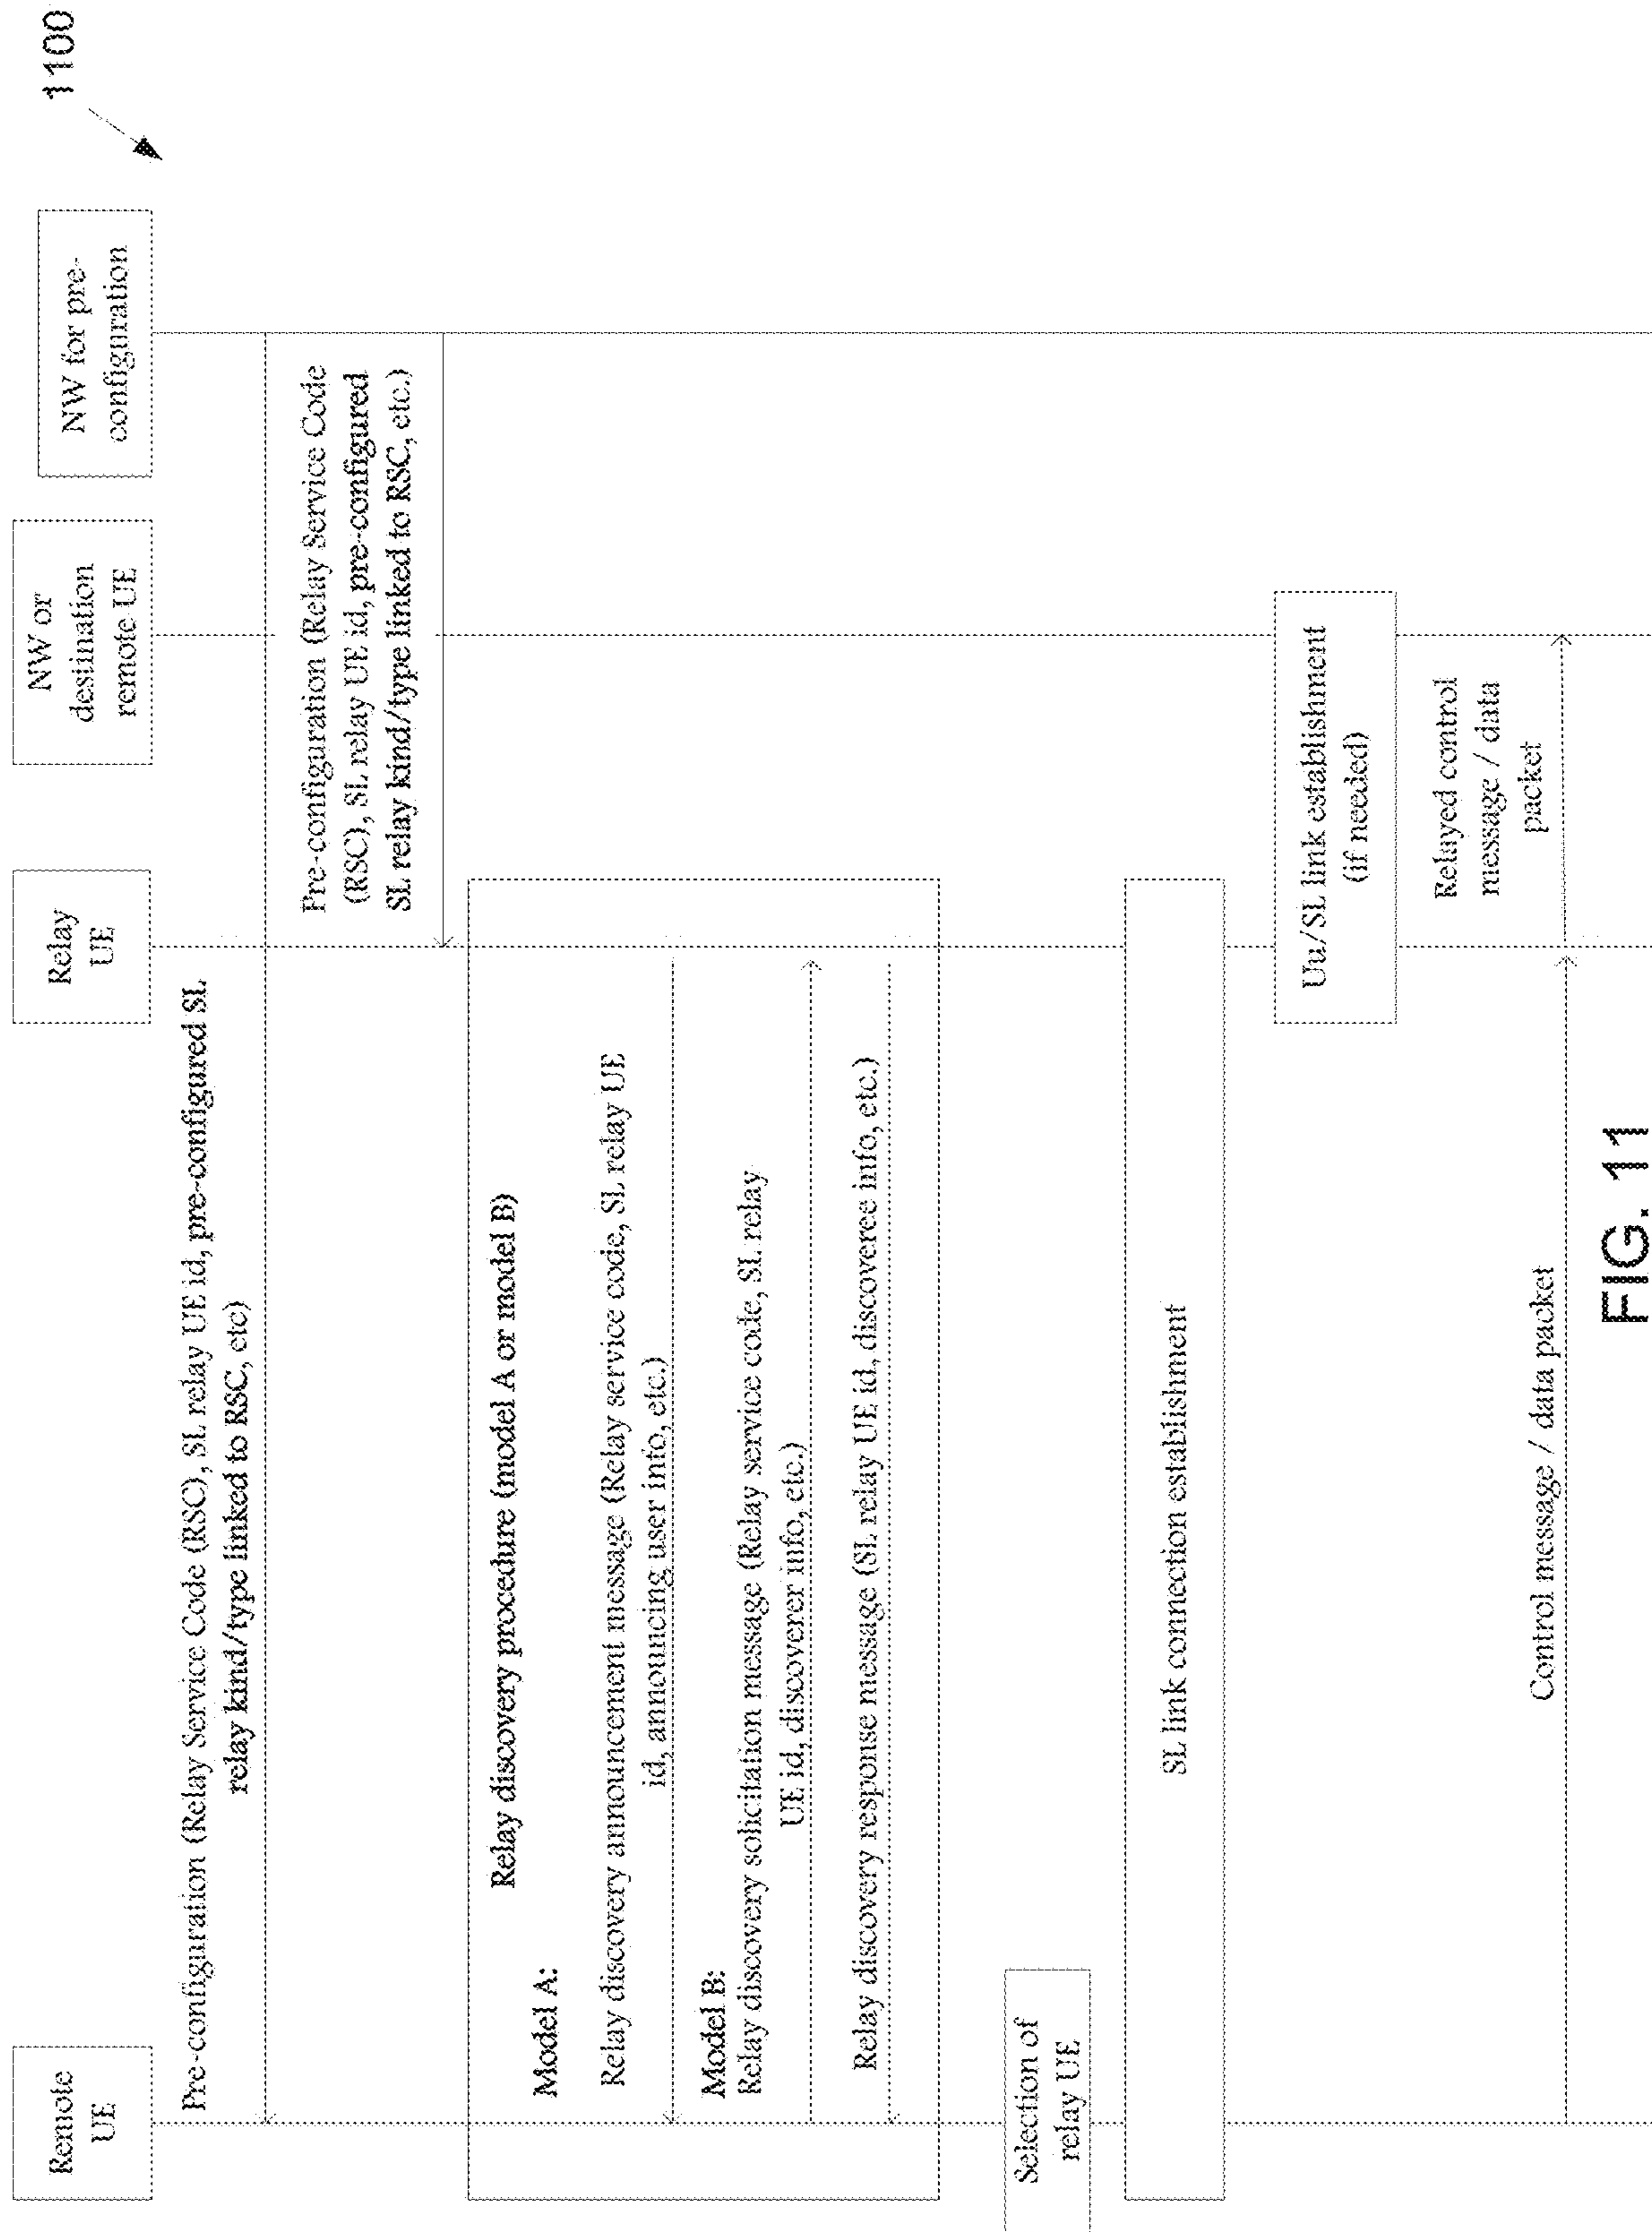 1100
Remote
UE
Relay
UE
NW or
destination
remote UE
NW for pre-
configuration
Pre-configuration (Relay Service Code (RSC), SL relay UE id, pre-configured SL
relay kind/type linked to RSC, etc)
Pre-configuration (Relay Service Code
(RSC), SL relay UE id, pre-configured
SL relay kind/type linked to RSC, etc.)
Relay discovery procedure (model A or model B)
Model A:
Relay discovery announcement message (Relay service code, SL relay UE
id, announcing user info, etc.)
Model B:
Relay discovery solicitation message (Relay service code, SL relay
UE id, discoverer info, etc.)
Relay discovery response message (SL relay UE id, discoveree info, etc.)
Selection of
relay UE
SL link connection establishment
Uu/SL link establishment
(if needed)
Control message / data packet
Relayed control
message / data
packet
FIG. 11